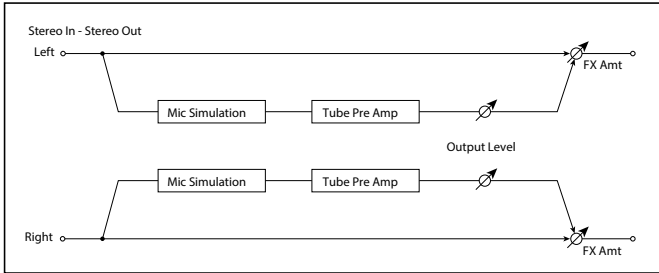 Stereo In - Stereo Out
Left
FX Amt
Mic Simulation
Tube Pre Amp
Output Level
Mic Simulation
Tube Pre Amp
Right
FX Amt